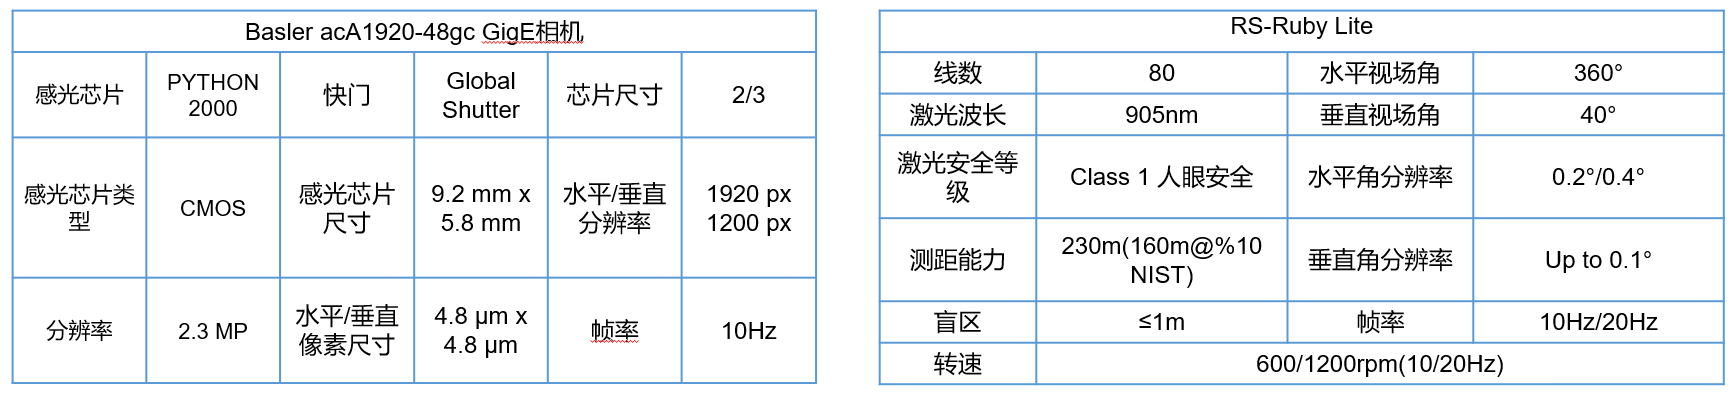 Basler acA1920-48gc GigE相机
感光芯片
PYTHON
2000
快门
Global
Shutter
芯片尺寸
2/3
感光芯片类
型
CMOS
感光芯片
尺寸
9.2 mm x
5.8 mm
水平/垂直
分辨率
1920 px
1200 px
分辨率
2.3 MP
水平/垂直
像素尺寸
4.8 µm x
4.8 µm
帧率
10Hz
RS-Ruby Lite
线数
80
水平视场角
360°
激光波长
905nm
垂直视场角
40°
激光安全等
级
Class 1 人眼安全
水平角分辨率
0.2°/0.4°
测距能力
230m(160m@%10
NIST)
垂直角分辨率
Up to 0.1°
盲区
≤1m
帧率
10Hz/20Hz
转速
600/1200rpm(10/20Hz)